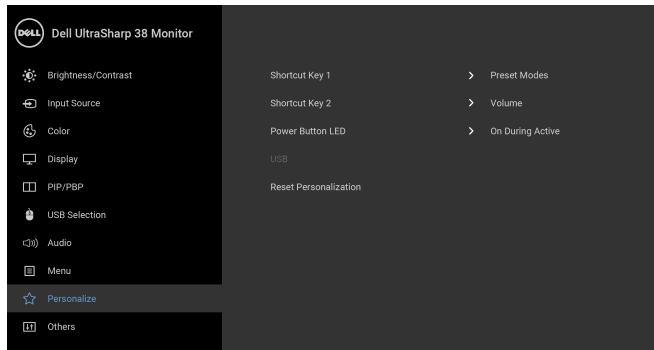 DELL Dell UltraSharp 38 Monitor
Brightness/Contrast
Input Source
Color
Display
PIP/PBP
USB Selection
Audio
Menu
Personalize
Others
Shortcut Key 1 Preset Modes
Shortcut Key 2 Volume
Power Button LED On During Active
USB
Reset Personalization